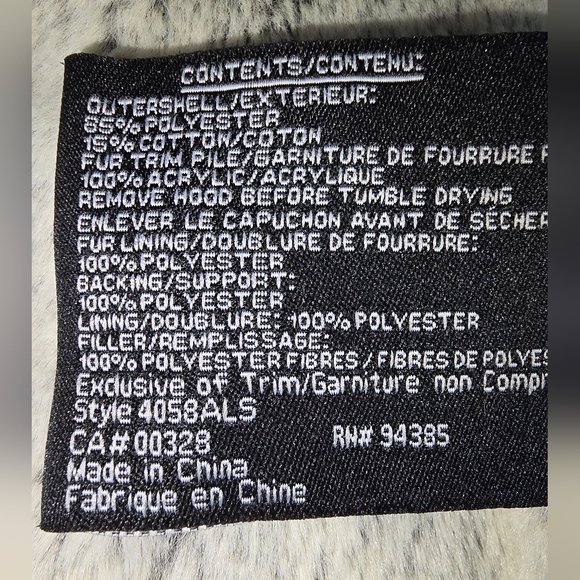 CONTENTS/CONTENU:
OUTERSHELL/EXTERIEUR:
85% POLYESTER
15% COTTON/COTON
FUR TRIM PILE/GARNITURE DE FOURRURE
100% ACRYLIC/ACRYLIQUE
REMOVE HOOD BEFORE TUMBLE DRYING
ENLEVER LE CAPUCHON AVANT DE SECHER
FUR LINING/DOUBLURE DE FOURRURE:
100% POLYESTER
BACKING/SUPPORT:
100% POLYESTER
LINING/DOUBLURE: 100% POLYESTER
FILLER/REMPLISSAGE:
100% POLYESTER FIBRES / FIBRES DE POLYES
Exclusive of Trim/Garniture non Compr
Style 4058ALS
CA# 00328 RN# 94385
Made in China
Fabrique en Chine